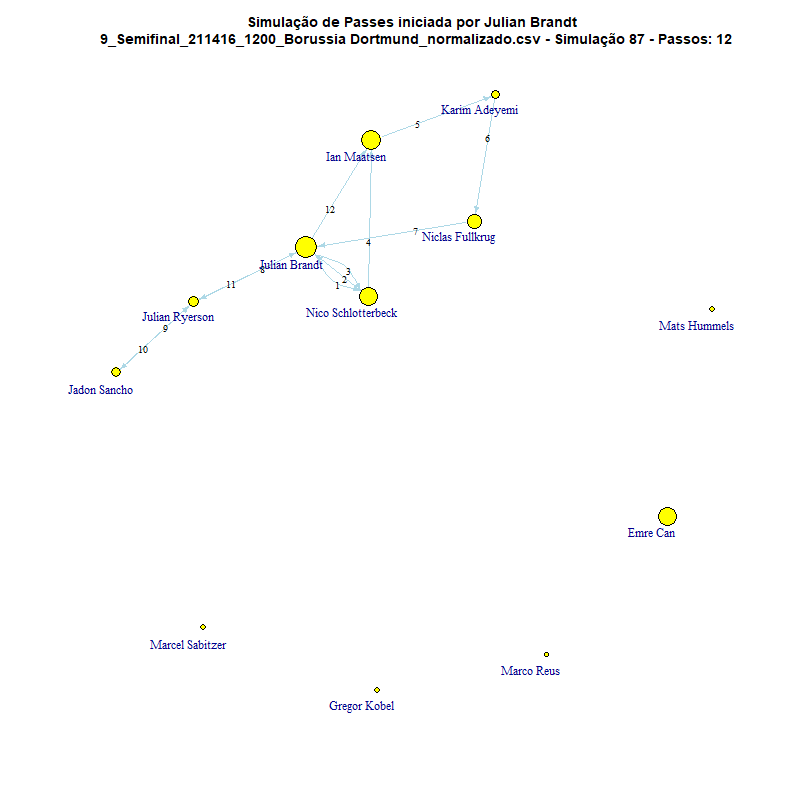 Simulação de Passes iniciada por Julian Brandt
9_Semifinal_211416_1200_Borussia Dortmund_normalizado.csv - Simulação 87 - Passos: 12
Karim Adeyemi
5
6
Ian Maatsen
12
7
Niclas Fullkrug
4
Julian Brandt
8
3
2
1
11
Nico Schlotterbeck
Julian Ryerson
9
10
Mats Hummels
Jadon Sancho
Emre Can
Marcel Sabitzer
Marco Reus
Gregor Kobel